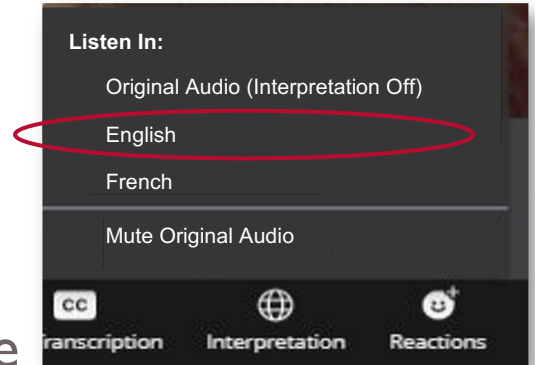 Listen In:
Original Audio (Interpretation Off)
English
French
Mute Original Audio
CC
ranscription Interpretation Reactions
e